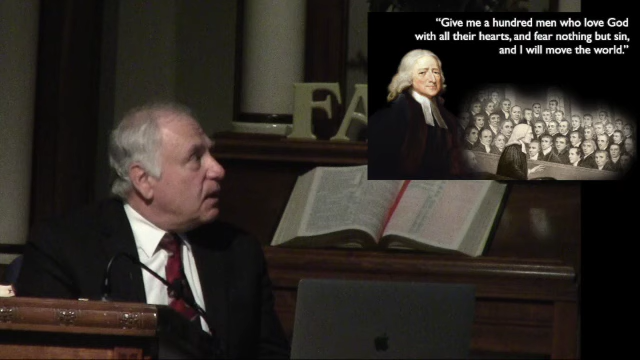 “Give me a hundred men who love God
with all their hearts, and fear nothing but sin,
and I will move the world.”
FA